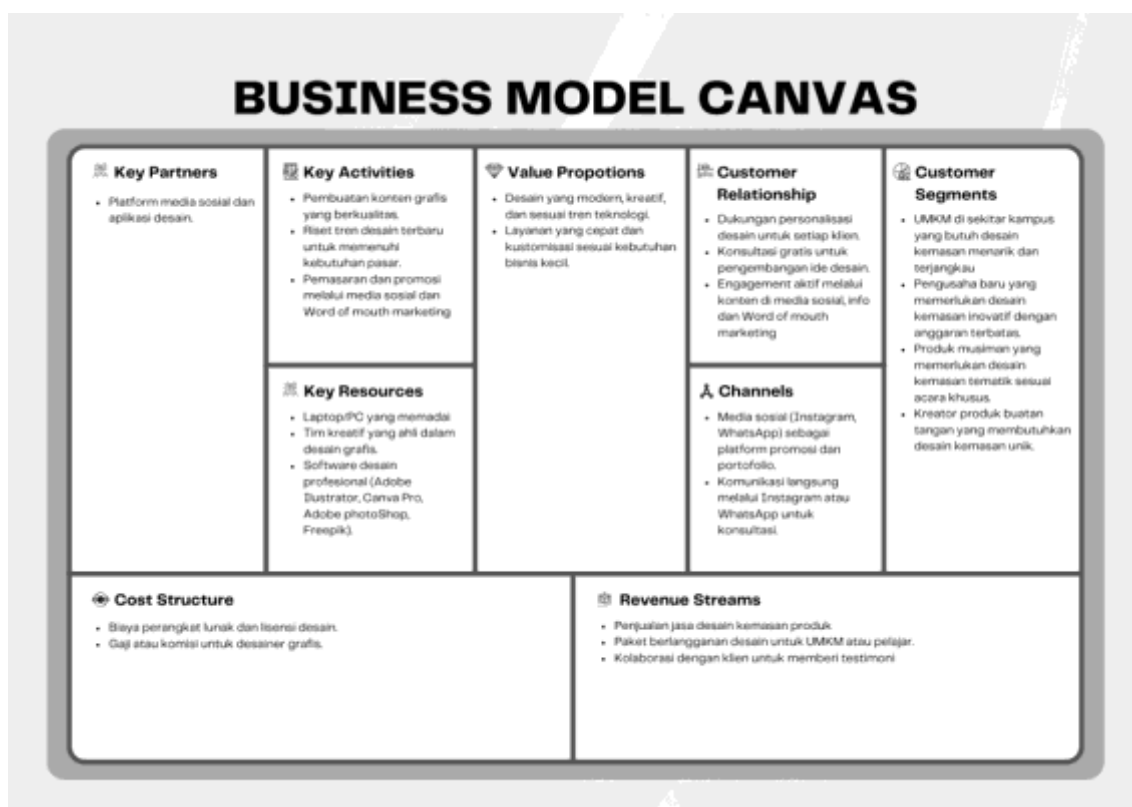 BUSINESS MODEL CANVAS
Key Partners
• Platform media sosial dan
aplikasi desain.
Key Activities
• Pembuatan konten grafis
yang berkualitas.
• Riset tren desain terbaru
untuk memenuhi
kebutuhan pasar.
• Pemasaran dan promosi
melalui media sosial dan
Word of mouth marketing
Key Resources
• Laptop/PC yang memadai
• Tim kreatif yang ahli dalam
desain grafis.
• Software desain
profesional (Adobe
Ilustrator, Canva Pro,
Adobe photoShop,
Freepik).
Value Propotions
• Desain yang modern, kreatif,
dan sesuai tren teknologi.
• Layanan yang cepat dan
kustomisasi sesuai kebutuhan
bisnis kecil.
Customer
Relationship
• Dukungan personalisasi
desain untuk setiap klien.
• Konsultasi gratis untuk
pengembangan ide desain.
• Engagement aktif melalui
konten di media sosial, info
dan Word of mouth
marketing
Channels
• Media sosial (Instagram,
WhatsApp) sebagai
platform promosi dan
portofolio.
• Komunikasi langsung
melalui Instagram atau
WhatsApp untuk
konsultasi.
Customer
Segments
• UMKM di sekitar kampus
yang butuh desain
kemasan menarik dan
terjangkau
• Pengusaha baru yang
memerlukan desain
kemasan inovatif dengan
anggaran terbatas.
• Produk musiman yang
memerlukan desain
kemasan tematik sesuai
acara khusus.
• Kreator produk buatan
tangan yang membutuhkan
desain kemasan unik.
Cost Structure
• Biaya perangkat lunak dan lisensi desain.
• Gaji atau komisi untuk desainer grafis.
Revenue Streams
• Penjualan jasa desain kemasan produk
• Paket berlangganan desain untuk UMKM atau pelajar.
• Kolaborasi dengan klien untuk memberi testimoni